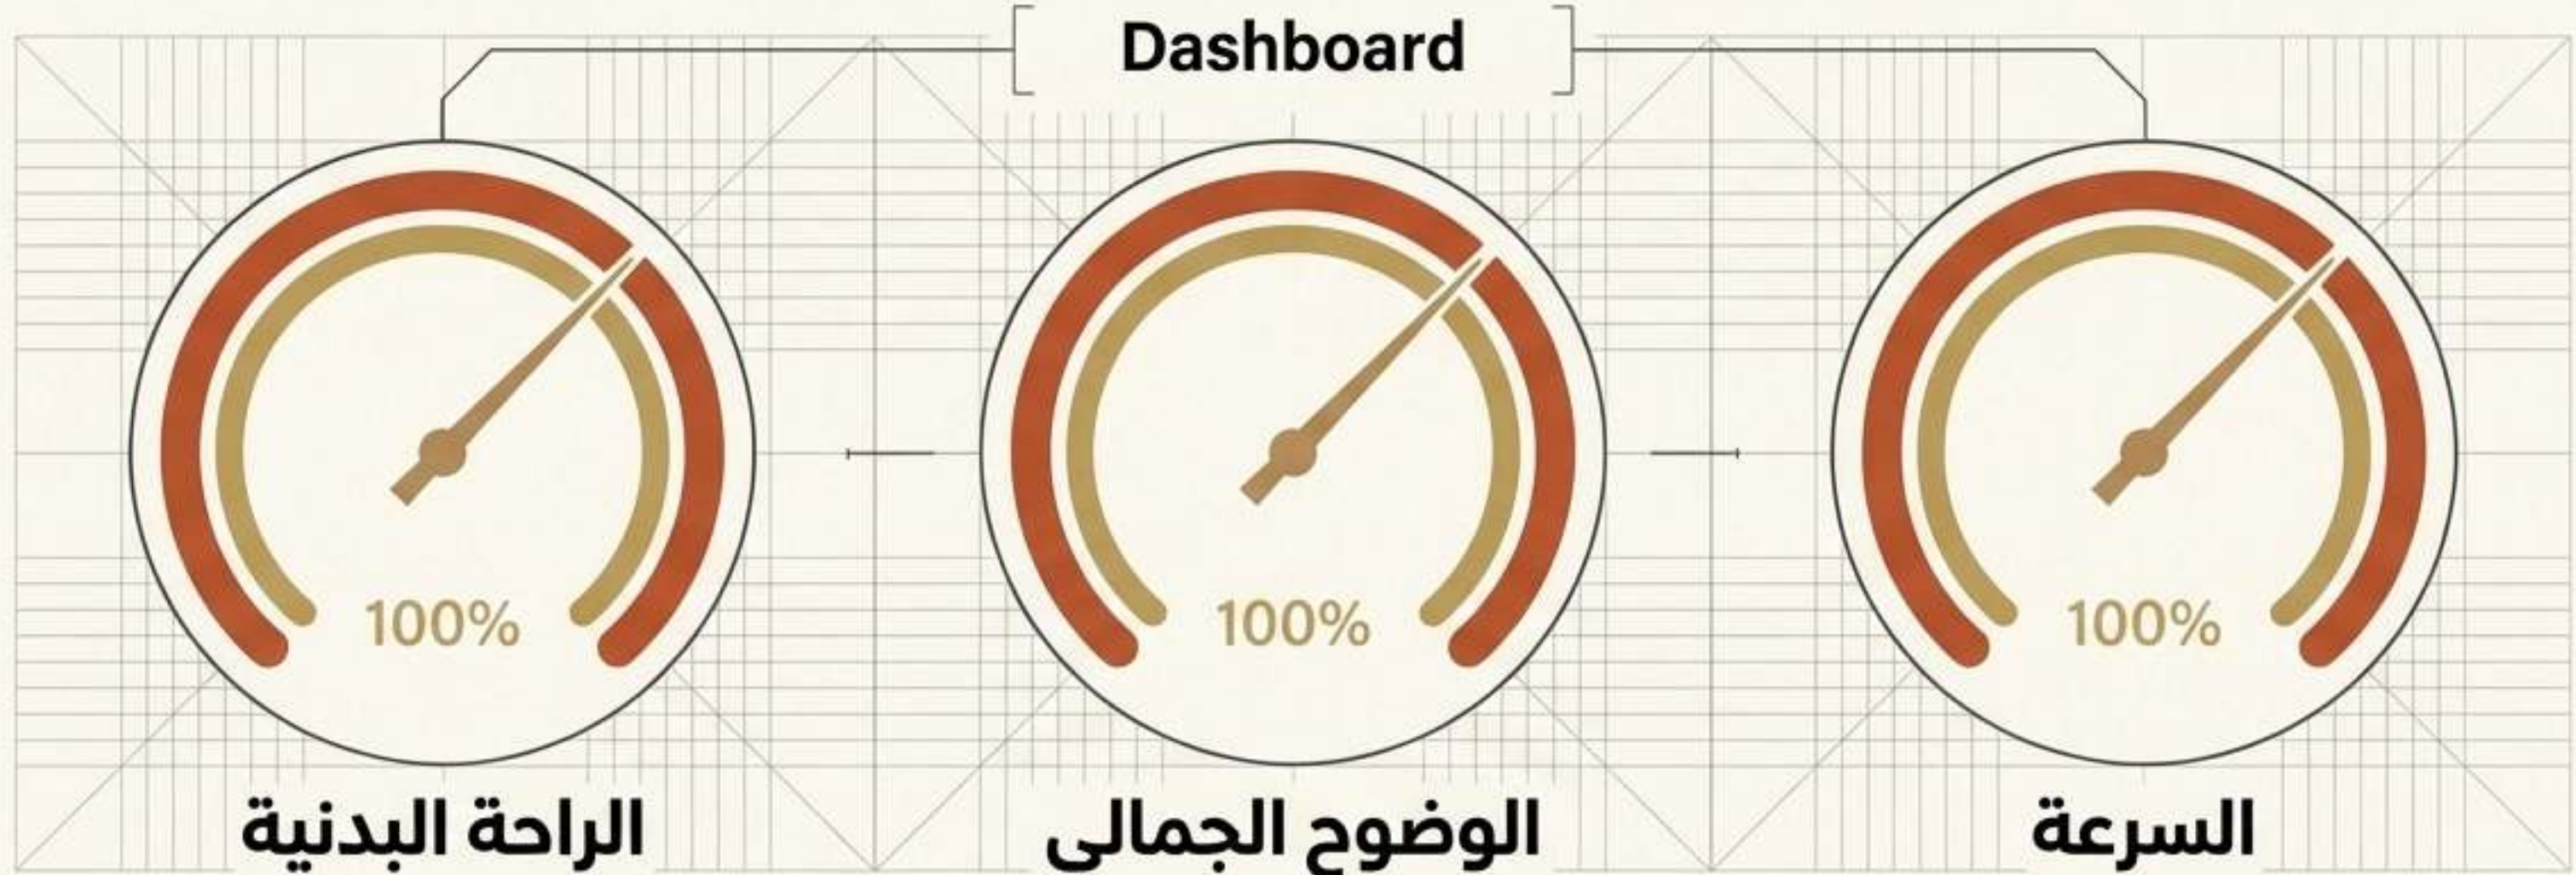 Dashboard
100%
100%
100%
السرعة
الوضوح الجمالى
الراحة البدنية